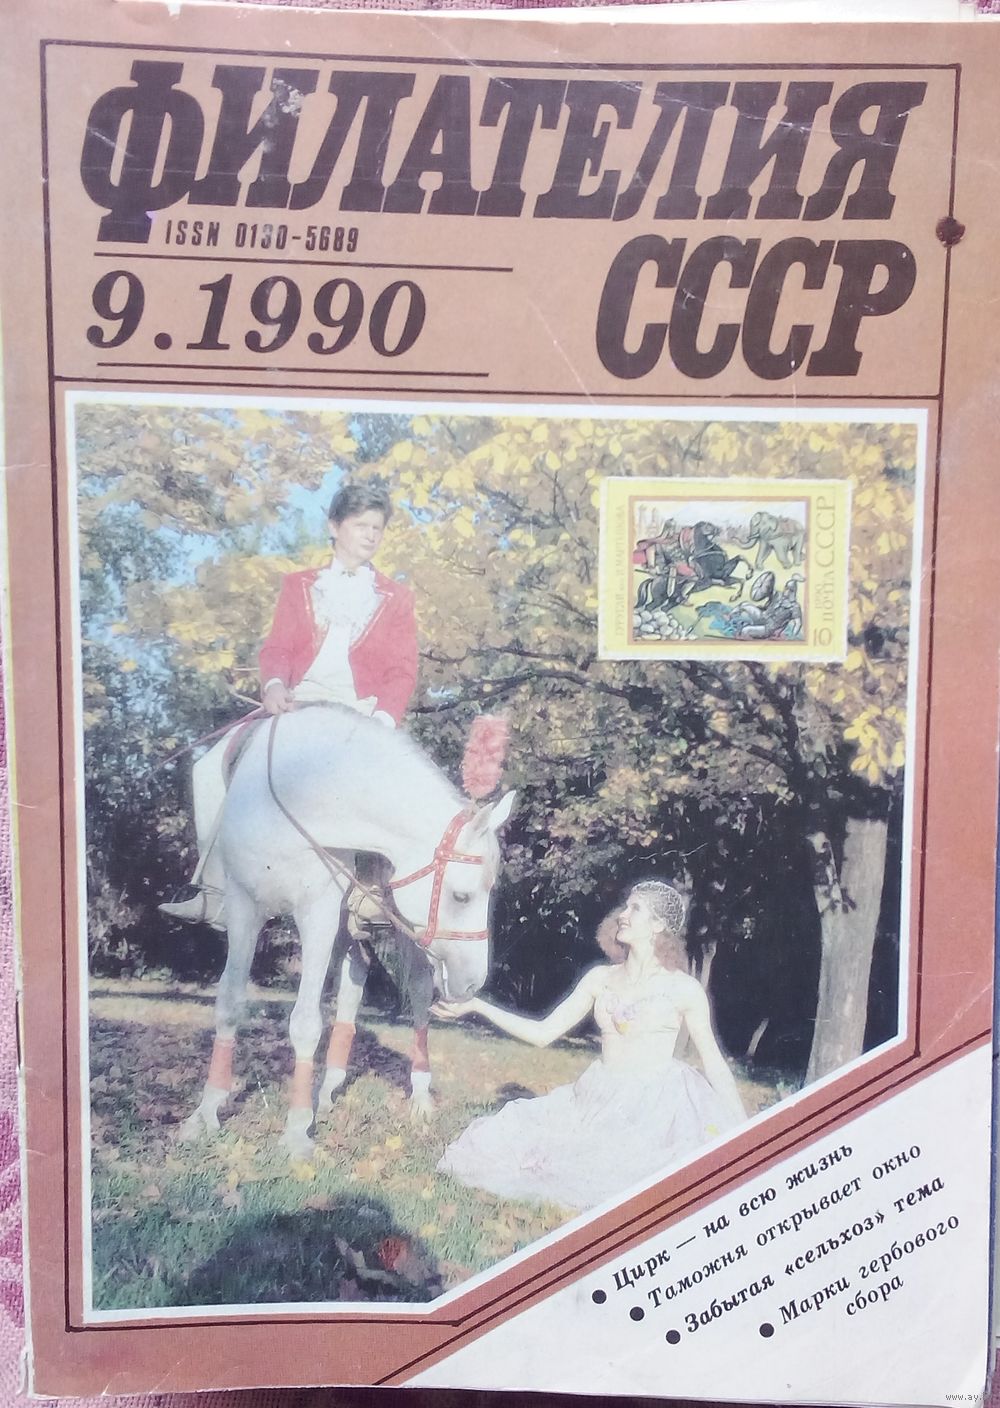 ФИЛАТЕЛИЯ
СССР
ISSN 0130-5689
9.1990
ПОЧТА СССР
1990
10
• Цирк — на всю жизнь
• Таможня открывает окно
• Забытая «сельхоз» тема
• Марки гербового
сбора